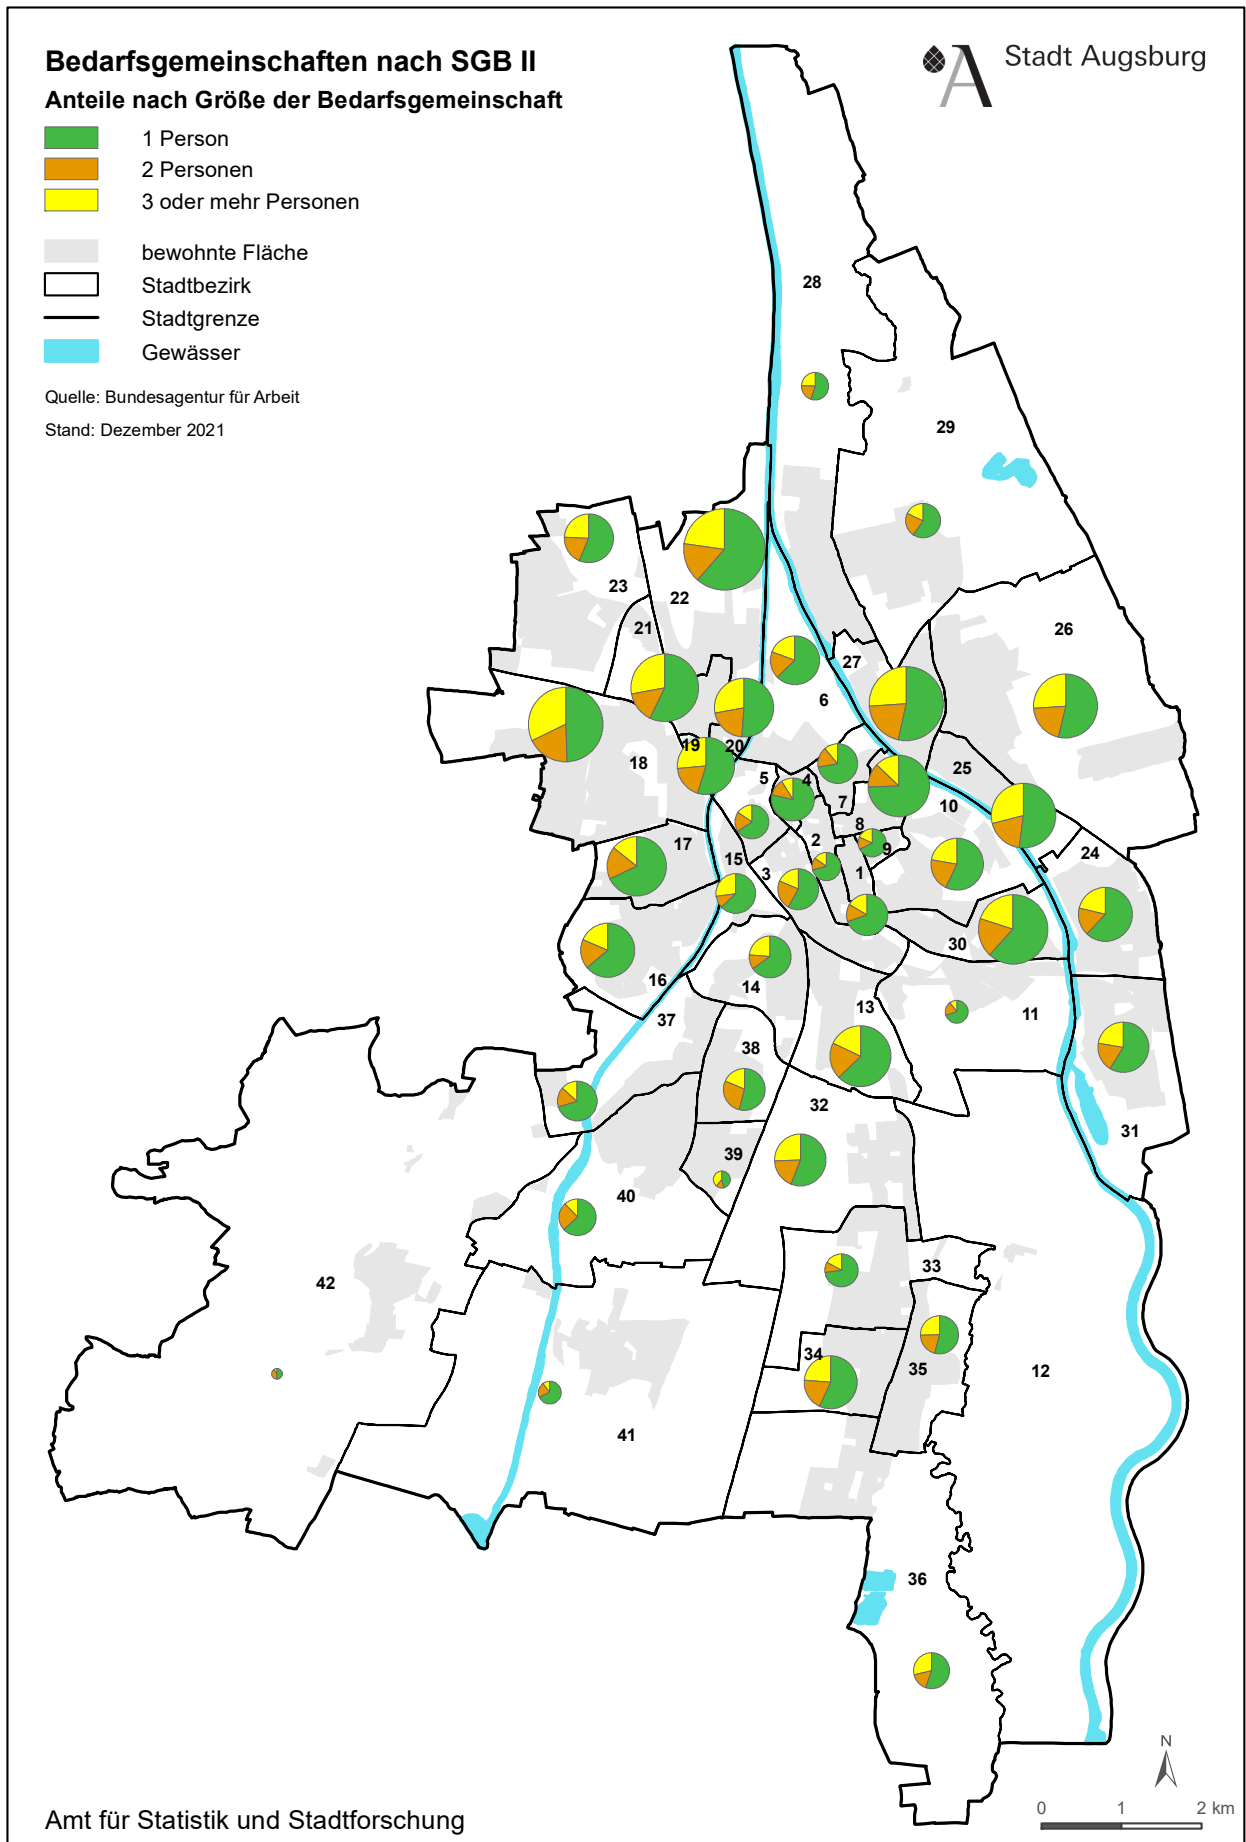 Bedarfsgemeinschaften nach SGB II
Anteile nach Größe der Bedarfsgemeinschaft
1 Person
2 Personen
3 oder mehr Personen
bewohnte Fläche
Stadtbezirk
Stadtgrenze
Gewässer
Quelle: Bundesagentur für Arbeit
Stand: Dezember 2021
A Stadt Augsburg
28
29
23
22
21
26
27
6
19
20
18
5
4
25
7
10
8
2
17
9
24
15
3
1
30
16
14
13
11
37
38
32
31
39
40
33
42
34
35
12
41
36
N
0 1 2 km
Amt für Statistik und Stadtforschung